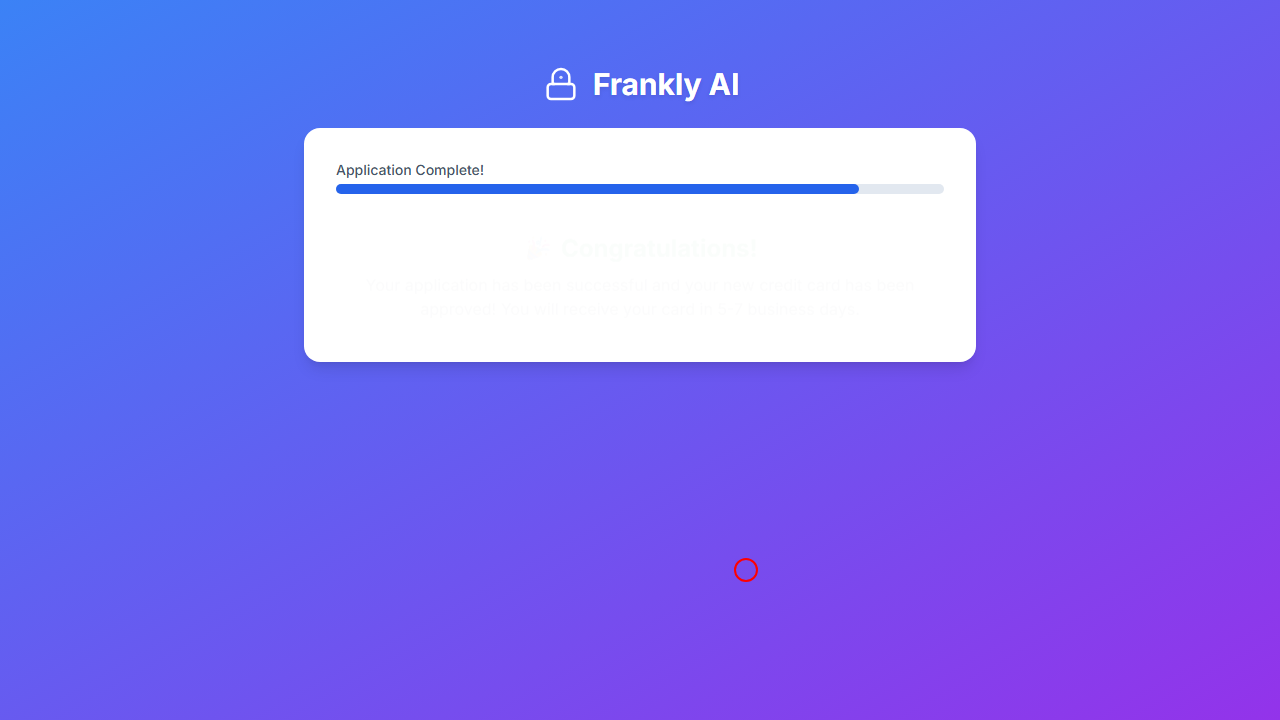 Frankly AI
Application Complete!
🎉 Congratulations!
Your application has been successful and your new credit card has been
approved! You will receive your card in 5-7 business days.